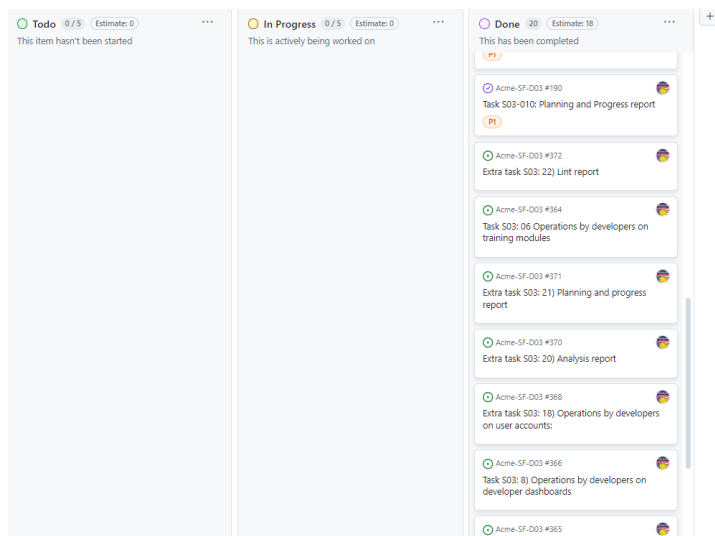 Todo 0 / 5 Estimate: 0
This item hasn't been started
In Progress 0 / 5 Estimate: 0
This is actively being worked on
Done 20 Estimate: 18
This has been completed
P1
Acme-SF-D03 #190
Task S03-010: Planning and Progress report
P1
Acme-SF-D03 #372
Extra task S03: 22) Lint report
Acme-SF-D03 #364
Task S03: 06 Operations by developers on
training modules
Acme-SF-D03 #371
Extra task S03: 21) Planning and progress
report
Acme-SF-D03 #370
Extra task S03: 20) Analysis report
Acme-SF-D03 #368
Extra task S03: 18) Operations by developers
on user accounts:
Acme-SF-D03 #366
Task S03: 8) Operations by developers on
developer dashboards
Acme-SF-D03 #365